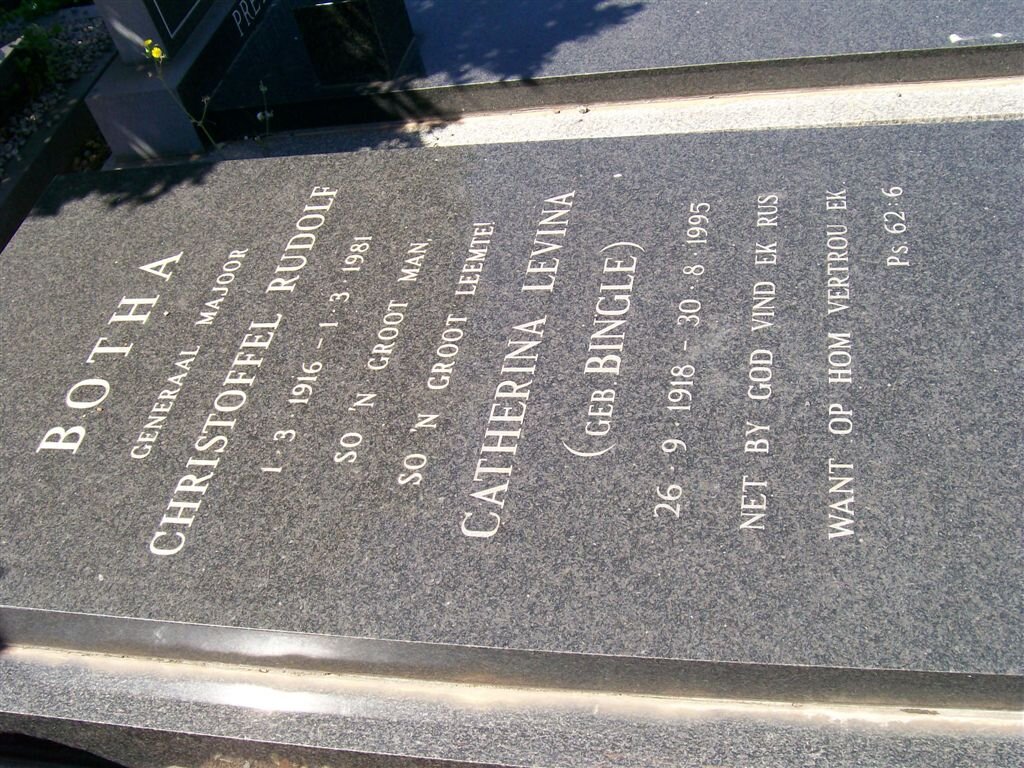 BOTHA
GENERAAL MAJOOR
CHRISTOFFEL RUDOLF
1·3·1916 – 1·3·1981
SO 'N GROOT MAN,
SO 'N GROOT LEEMTE!
CATHERINA LEVINA
(GEB BINGLE)
26·9·1918 – 30·8·1995
NET BY GOD VIND EK RUS
WANT OP HOM VERTROU EK.
Ps 62:6